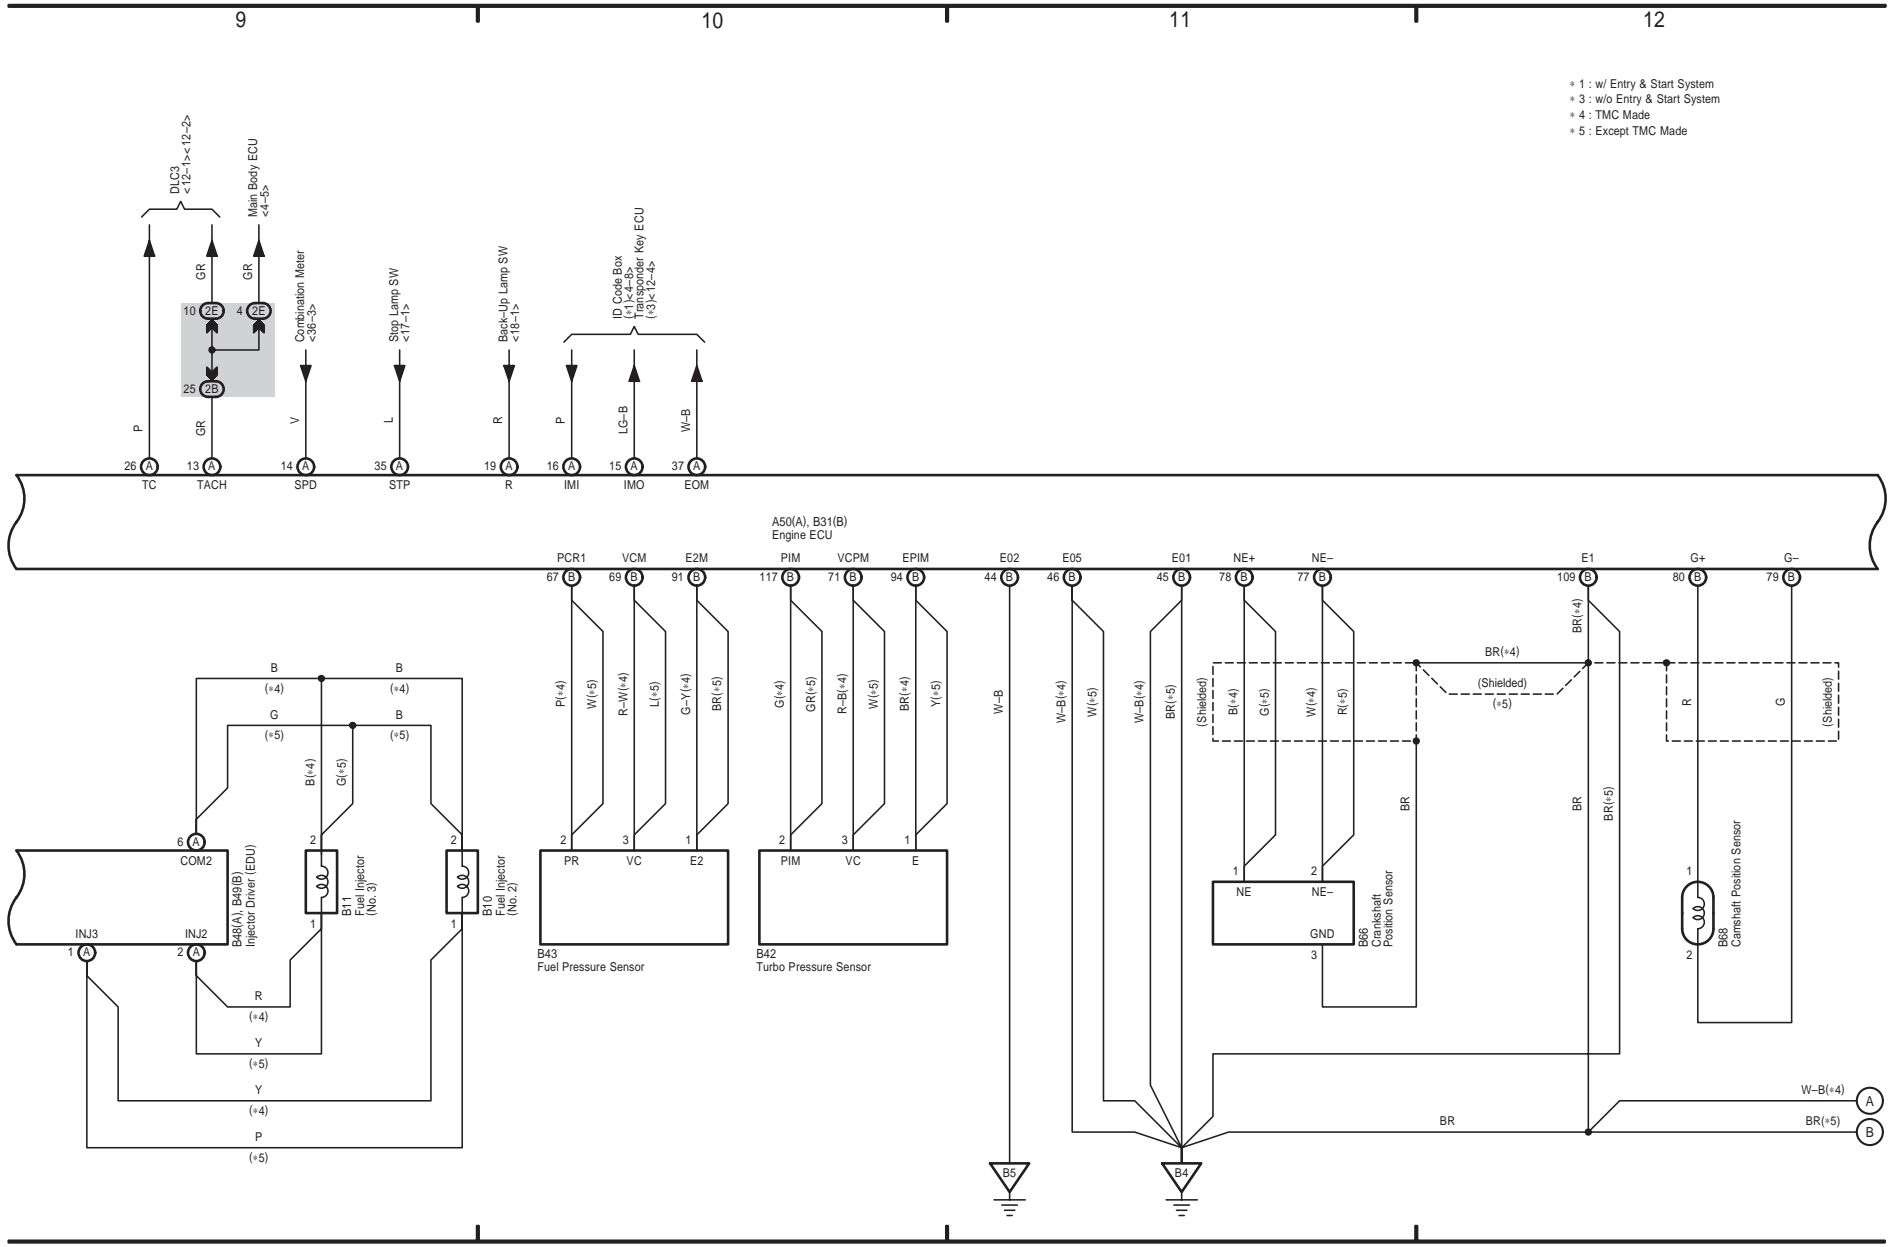 9
10
11
12
* 1 : w/ Entry & Start System
* 3 : w/o Entry & Start System
* 4 : TMC Made
* 5 : Except TMC Made
DLC3
<12–1><12–2>
Main Body ECU
<4–5>
Combination Meter
<36–3>
Stop Lamp SW
<17–1>
Back–Up Lamp SW
<18–1>
ID Code Box
(*1)<4–8>
Transponder Key ECU
(*3)<12–4>
GR
GR
10 2E
4 2E
25 2B
P
GR
V
L
R
P
LG–B
W–B
26 A
13 A
14 A
35 A
19 A
16 A
15 A
37 A
TC
TACH
SPD
STP
R
IMI
IMO
EOM
A50(A), B31(B)
Engine ECU
PCR1
VCM
E2M
PIM
VCPM
EPIM
E02
E05
E01
NE+
NE–
E1
G+
G–
67 B
69 B
91 B
117 B
71 B
94 B
44 B
46 B
45 B
78 B
77 B
109 B
80 B
79 B
BR(*4)
B
(*4)
B
(*4)
G
(*5)
B
(*5)
B(*4)
G(*5)
P(*4)
W(*5)
R–W(*4)
L(*5)
G–Y(*4)
BR(*5)
G(*4)
GR(*5)
R–B(*4)
W(*5)
BR(*4)
Y(*5)
W–B
W–B(*4)
W(*5)
W–B(*4)
BR(*5)
(Shielded)
B(*4)
G(*5)
W(*4)
R(*5)
BR(*4)
(Shielded)
(*5)
R
G
(Shielded)
BR
BR
BR(*5)
6 A
COM2
B48(A), B49(B)
Injector Driver (EDU)
INJ3
INJ2
1 A
2 A
2
1
B11
Fuel Injector
(No. 3)
2
1
B10
Fuel Injector
(No. 2)
2
3
1
PR
VC
E2
B43
Fuel Pressure Sensor
2
3
1
PIM
VC
E
B42
Turbo Pressure Sensor
1
2
NE
NE–
GND
3
B66
Crankshaft
Position Sensor
1
2
B68
Camshaft Position Sensor
R
(*4)
Y
(*5)
Y
(*4)
P
(*5)
BR
W–B(*4)
A
BR(*5)
B
B5
B4